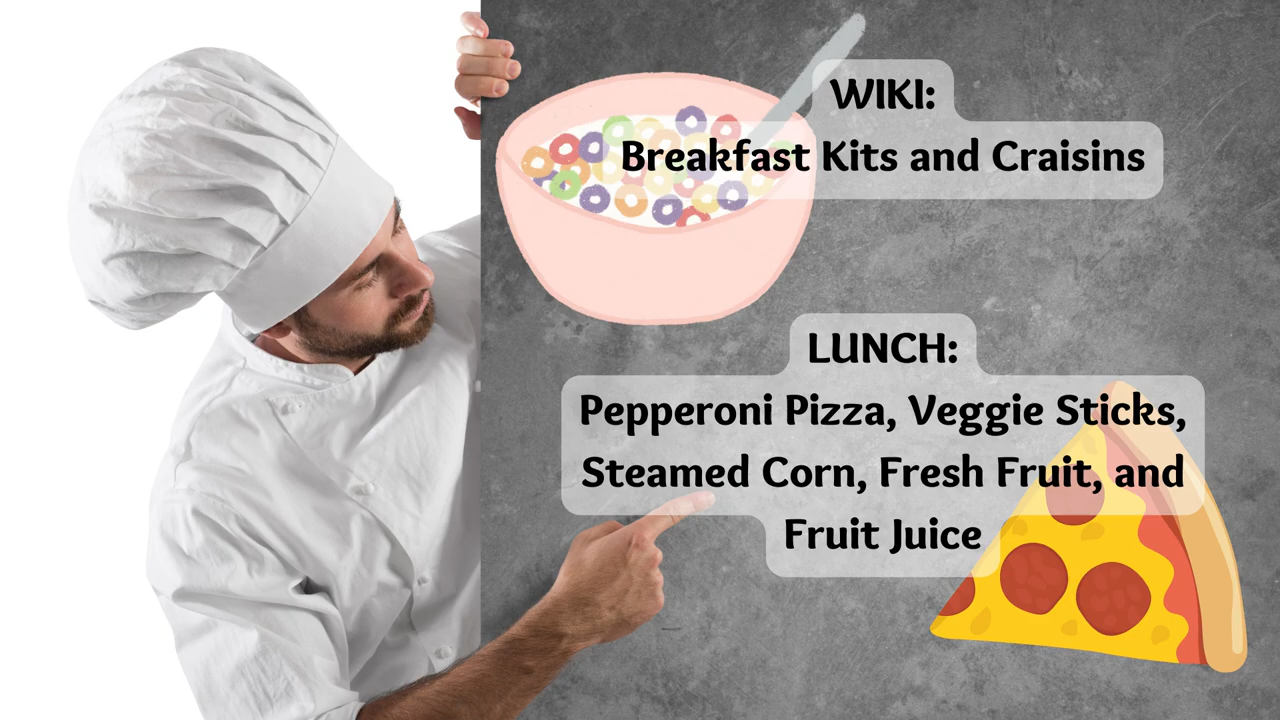 WIKI:
Breakfast Kits and Craisins
LUNCH:
Pepperoni Pizza, Veggie Sticks,
Steamed Corn, Fresh Fruit, and
Fruit Juice